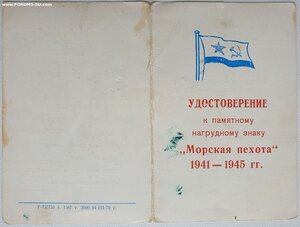 www.FORUMS-SU.com
УДОСТОВЕРЕНИЕ
к памятному
нагрудному знаку
„Морская пехота“
1941 — 1945 гг.